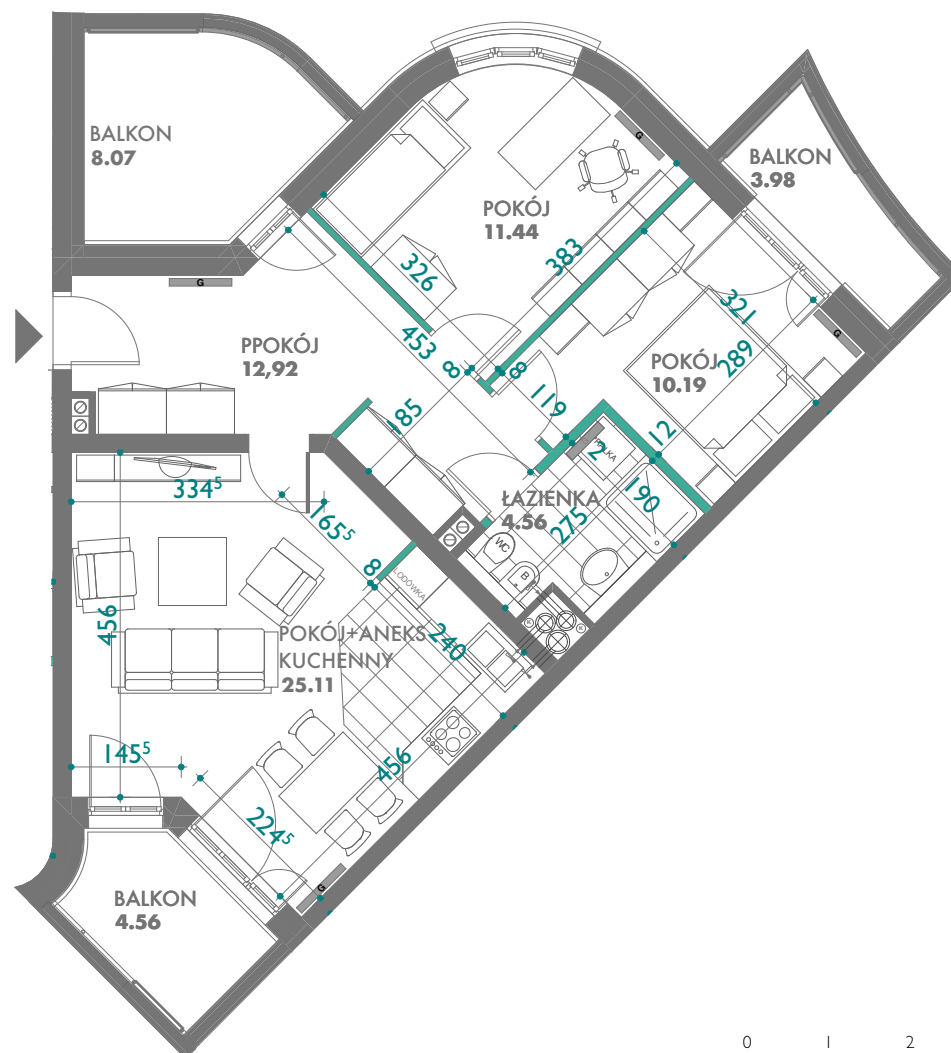 BALKON
8.07
BALKON
3.98
POKÓJ
11.44
G
383
326
G
321
453
PPOKÓJ
12,92
8
8
289
G
POKÓJ
10.19
119
185
12
2
PÓŁKA
190
ŁAZIENKA
4.56
275
334⁵
165⁵
WC
B
8
LODÓWKA
456
POKÓJ+ANEKS
KUCHENNY
25.11
240
145⁵
456
224⁵
G
BALKON
4.56
0 1 2